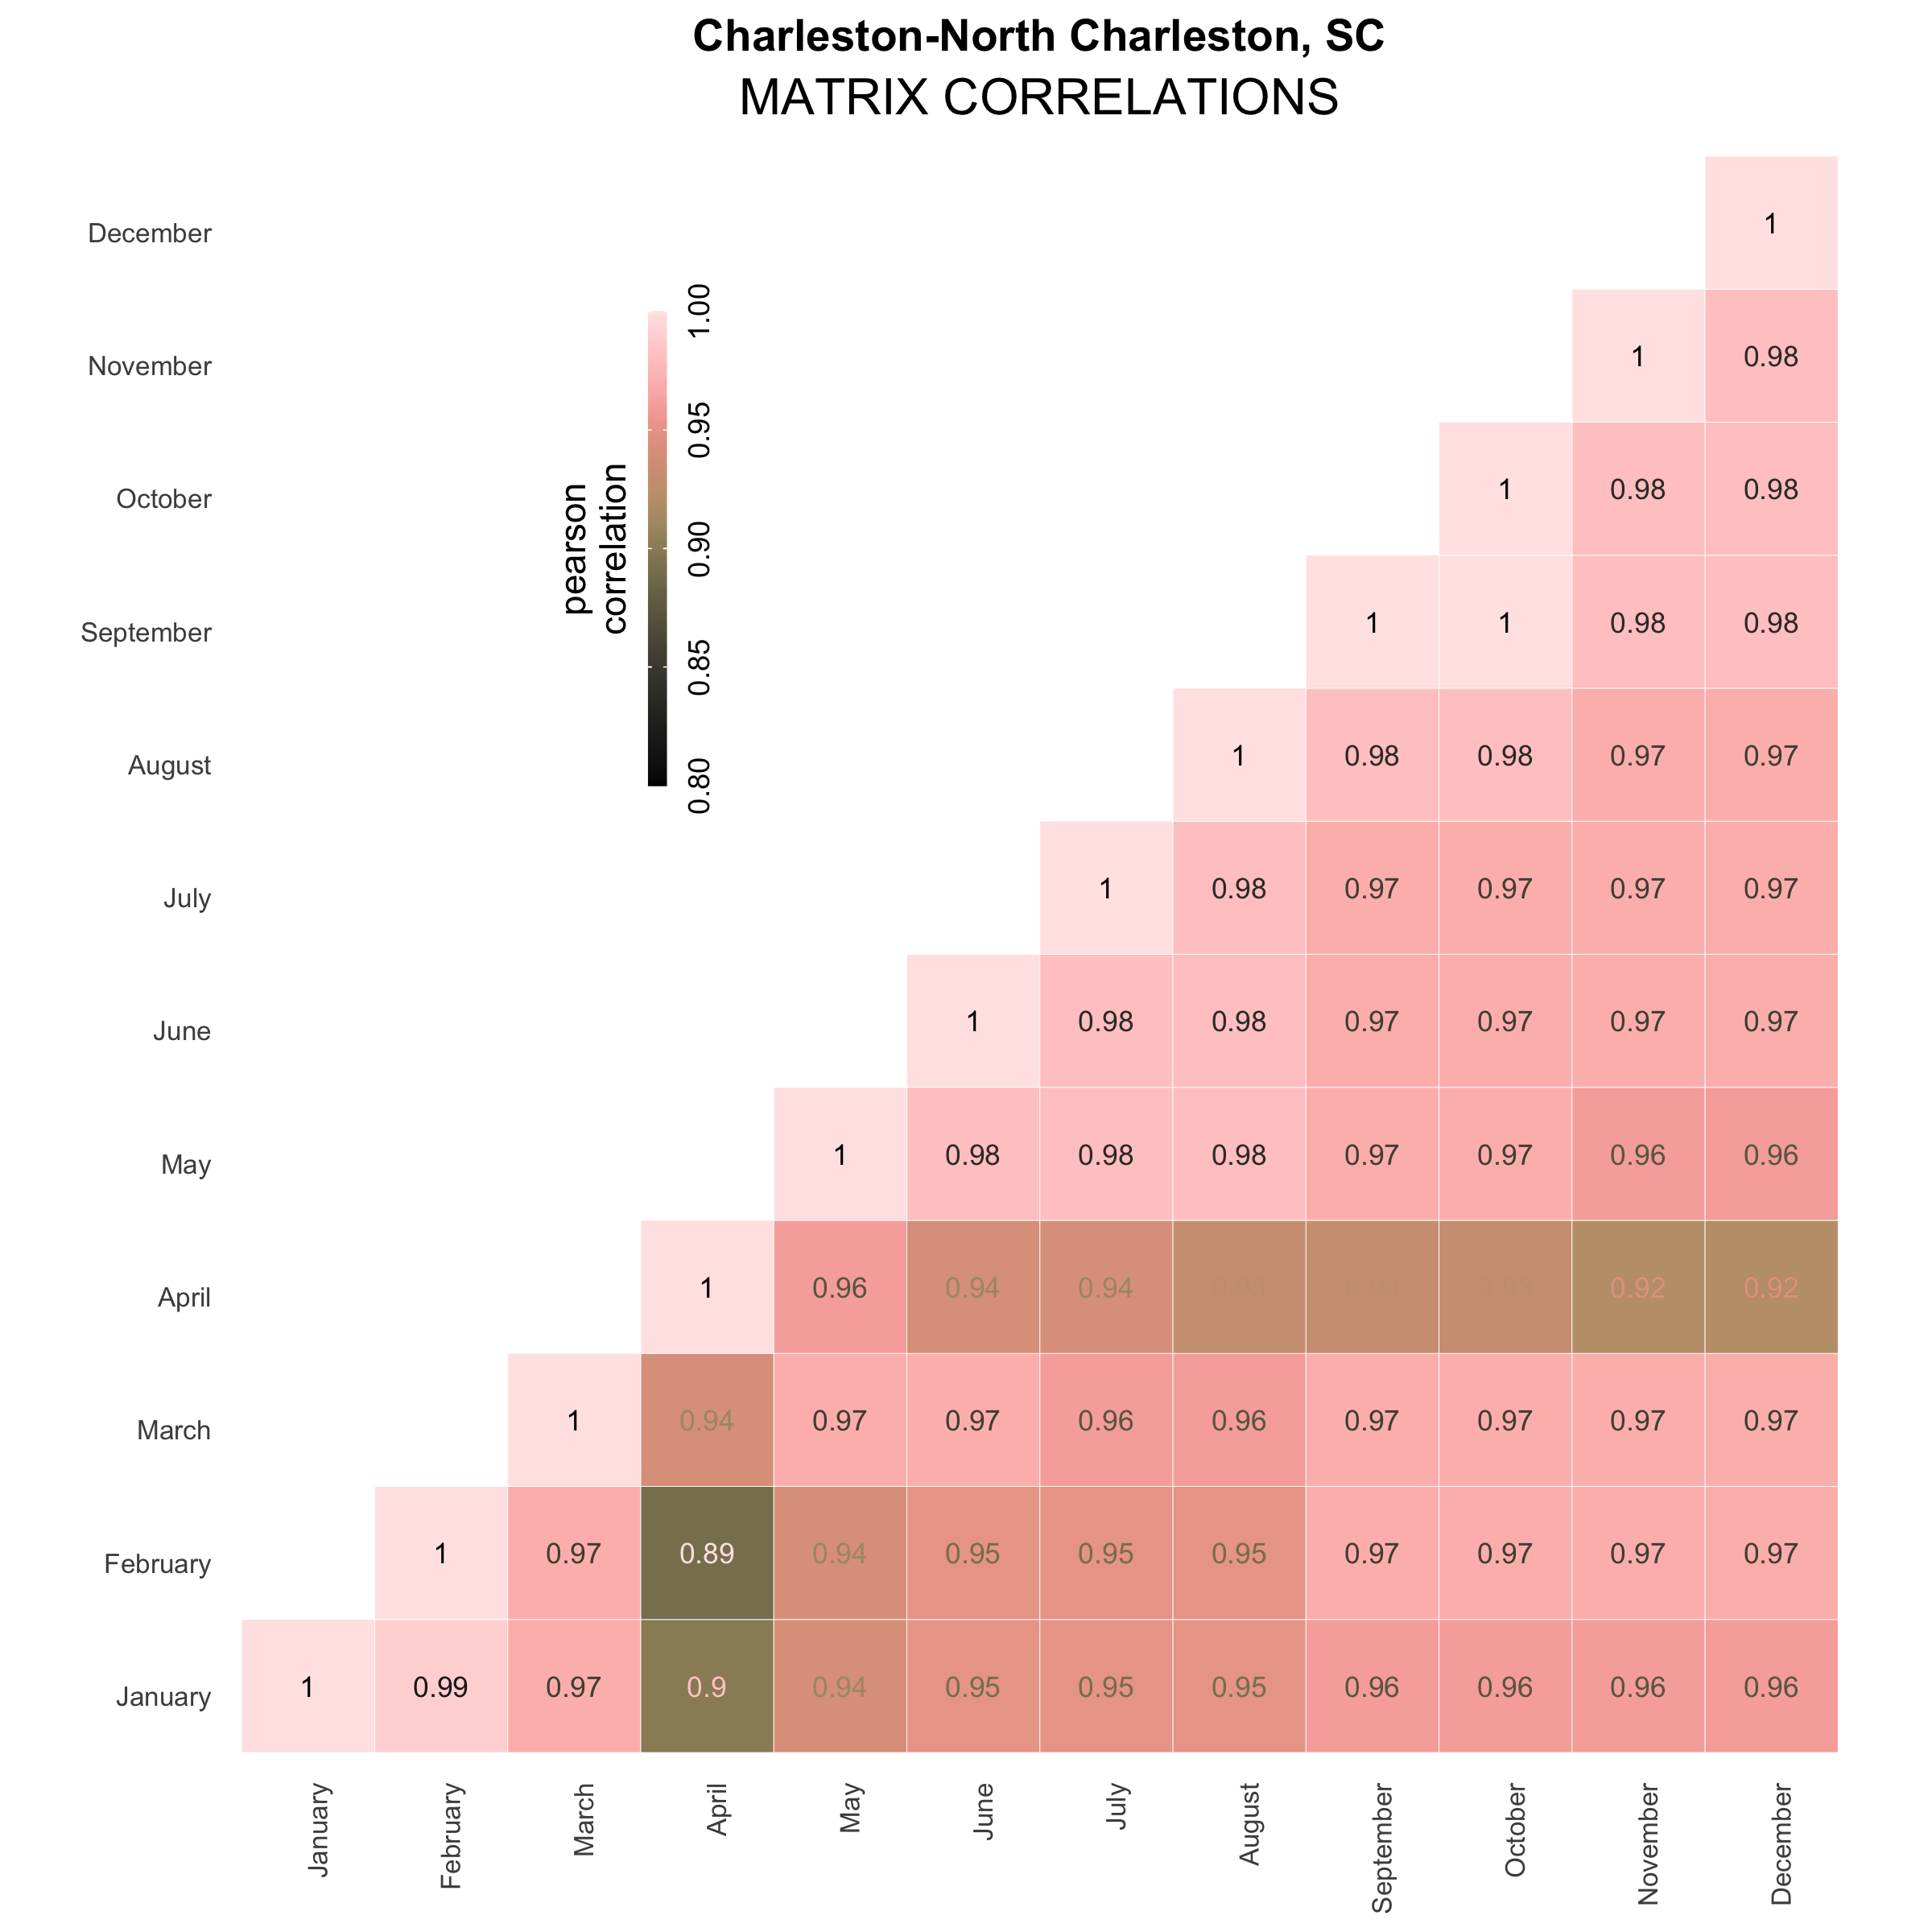 Charleston-North Charleston, SC
MATRIX CORRELATIONS
December 1
November 1 0.98
October 1 0.98 0.98
September 1 1 0.98 0.98
August 1 0.98 0.98 0.97 0.97
July 1 0.98 0.97 0.97 0.97 0.97
June 1 0.98 0.98 0.97 0.97 0.97 0.97
May 1 0.98 0.98 0.98 0.97 0.97 0.96 0.96
April 1 0.96 0.94 0.94 0.92 0.92
March 1 0.94 0.97 0.97 0.96 0.96 0.97 0.97 0.97 0.97
February 1 0.97 0.89 0.94 0.95 0.95 0.95 0.97 0.97 0.97 0.97
January 1 0.99 0.97 0.9 0.94 0.95 0.95 0.95 0.96 0.96 0.96 0.96
January February March April May June July August September October November December
pearson
correlation
0.80 0.85 0.90 0.95 1.00